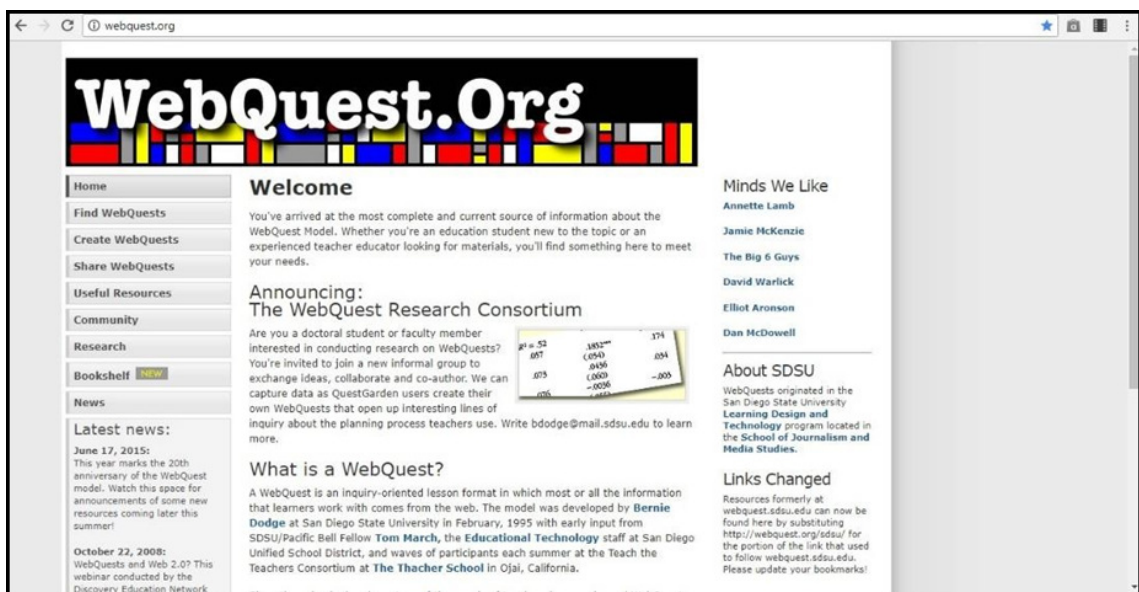 webquest.org
WebQuest.Org
Home
Find WebQuests
Create WebQuests
Share WebQuests
Useful Resources
Community
Research
Bookshelf NEW
News
Latest news:
June 17, 2015:
This year marks the 20th
anniversary of the WebQuest
model. Watch this space for
announcements of some new
resources coming later this
summer!
October 22, 2008:
WebQuests and Web 2.0? This
webinar conducted by the
Discovery Education Network
Welcome
You've arrived at the most complete and current source of information about the
WebQuest Model. Whether you're an education student new to the topic or an
experienced teacher educator looking for materials, you'll find something here to meet
your needs.
Announcing:
The WebQuest Research Consortium
Are you a doctoral student or faculty member
interested in conducting research on WebQuests?
You're invited to join a new informal group to
exchange ideas, collaborate and co-author. We can
capture data as QuestGarden users create their
own WebQuests that open up interesting lines of
inquiry about the planning process teachers use. Write bdodge@mail.sdsu.edu to learn
more.
What is a WebQuest?
A WebQuest is an inquiry-oriented lesson format in which most or all the information
that learners work with comes from the web. The model was developed by Bernie
Dodge at San Diego State University in February, 1995 with early input from
SDSU/Pacific Bell Fellow Tom March, the Educational Technology staff at San Diego
Unified School District, and waves of participants each summer at the Teach the
Teachers Consortium at The Thacher School in Ojai, California.
Minds We Like
Annette Lamb
Jamie McKenzie
The Big 6 Guys
David Warlick
Elliot Aronson
Dan McDowell
About SDSU
WebQuests originated in the
San Diego State University
Learning Design and
Technology program located in
the School of Journalism and
Media Studies.
Links Changed
Resources formerly at
webquest.sdsu.edu can now be
found here by substituting
http://webquest.org/sdsu/ for
the portion of the link that used
to follow webquest.sdsu.edu.
Please update your bookmarks!